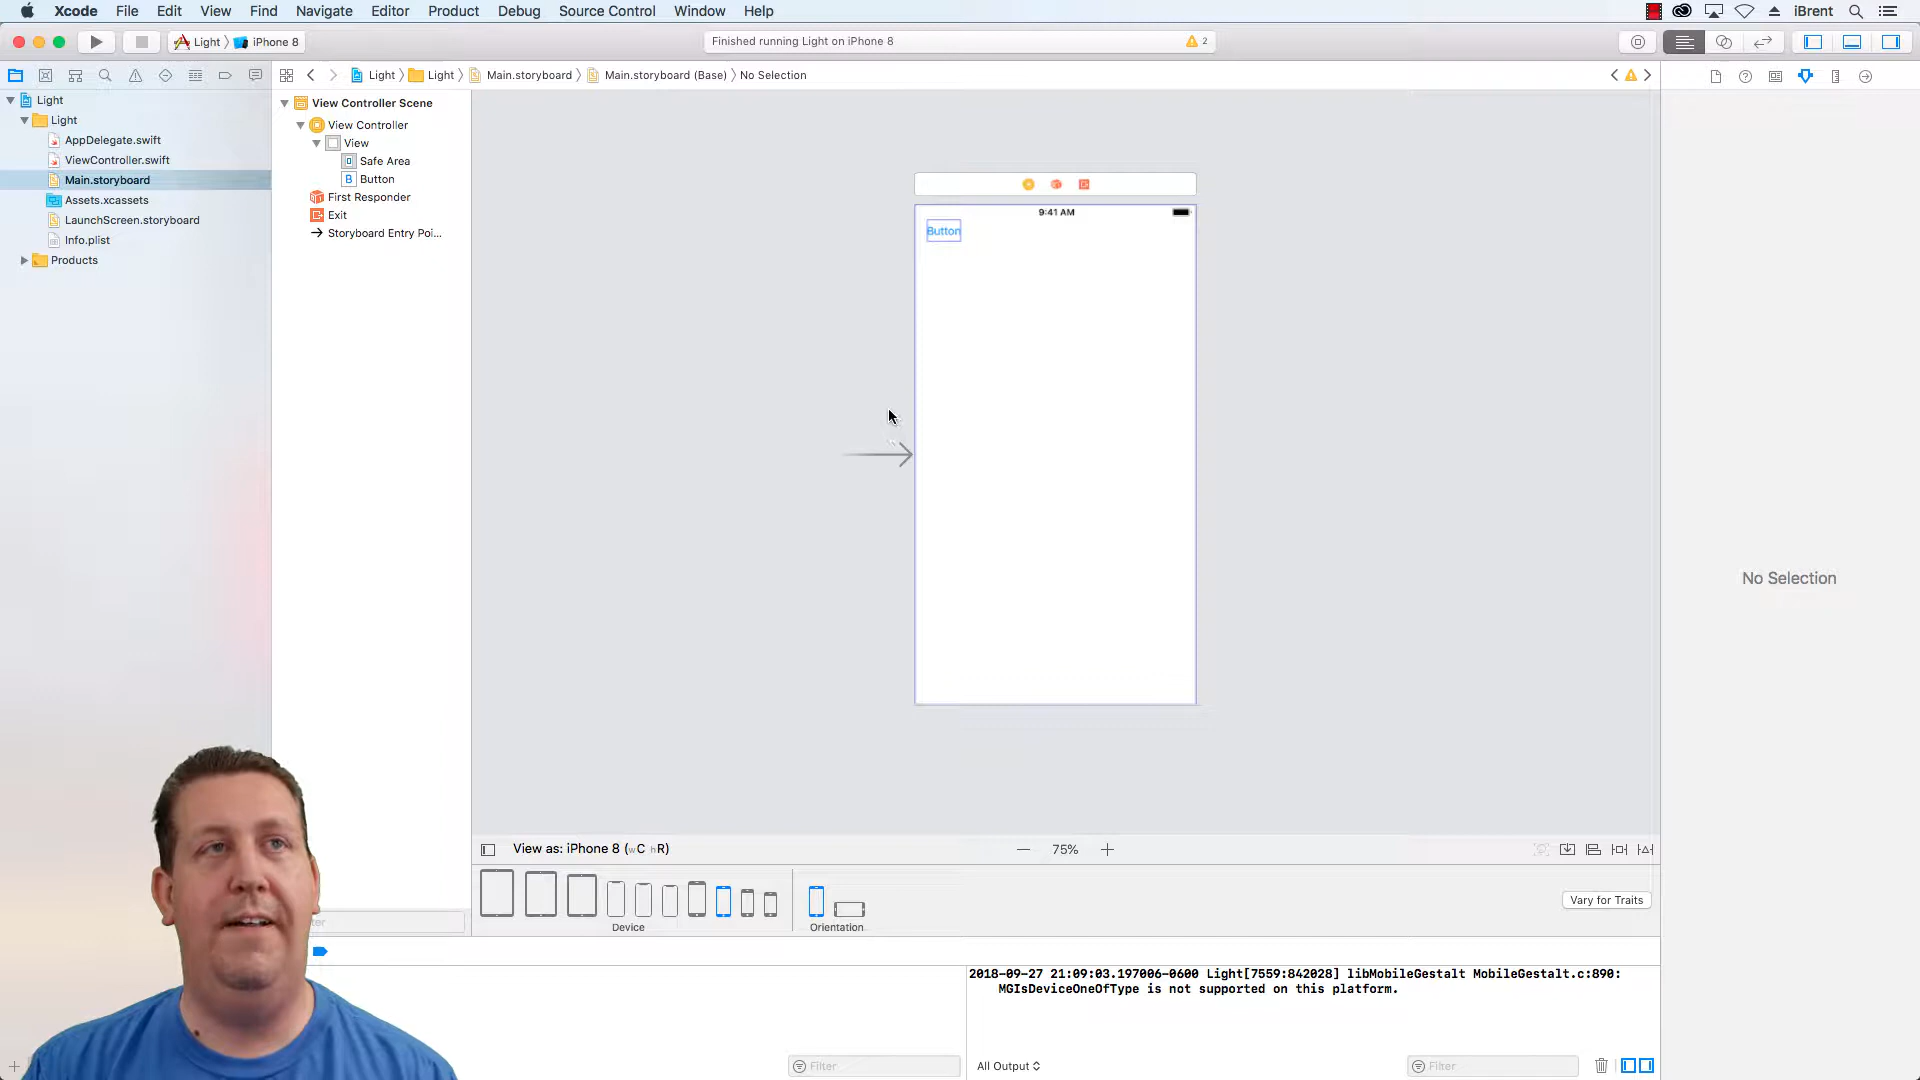 Xcode File Edit View Find Navigate Editor Product Debug Source Control Window Help iBrent
Light iPhone 8 Finished running Light on iPhone 8 2
Light Light Main.storyboard Main.storyboard (Base) No Selection
Light
Light
AppDelegate.swift
ViewController.swift
Main.storyboard
Assets.xcassets
LaunchScreen.storyboard
Info.plist
Products
View Controller Scene
View Controller
View
Safe Area
B Button
First Responder
Exit
Storyboard Entry Poi...
9:41 AM
Button
No Selection
View as: iPhone 8 (wC hR) 75%
Vary for Traits
Device Orientation
2018-09-27 21:09:03.197006-0600 Light[7559:842028] libMobileGestalt MobileGestalt.c:890:
MGIsDeviceOneOfType is not supported on this platform.
Filter All Output Filter